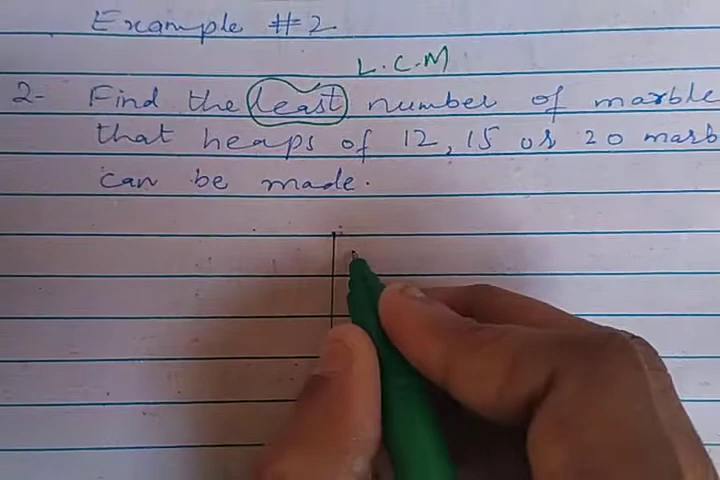 Example #2
L.C.M
2- Find the least number of marble
that heaps of 12, 15 or 20 marb
can be made.